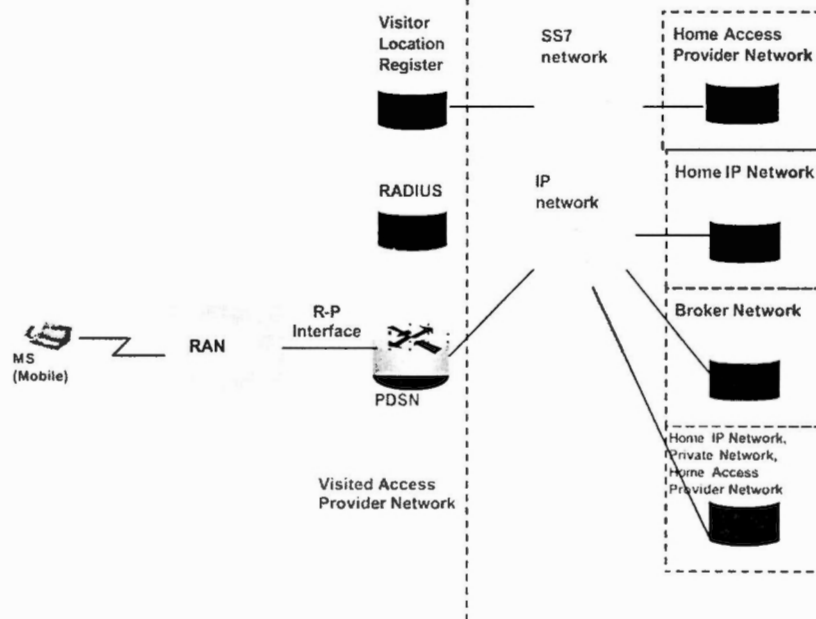 Visitor
Location
Register
SS7
network
Home Access
Provider Network
RADIUS
IP
network
Home IP Network
R-P
Interface
Broker Network
MS
(Mobile)
RAN
PDSN
Home IP Network,
Private Network,
Home Access
Provider Network
Visited Access
Provider Network